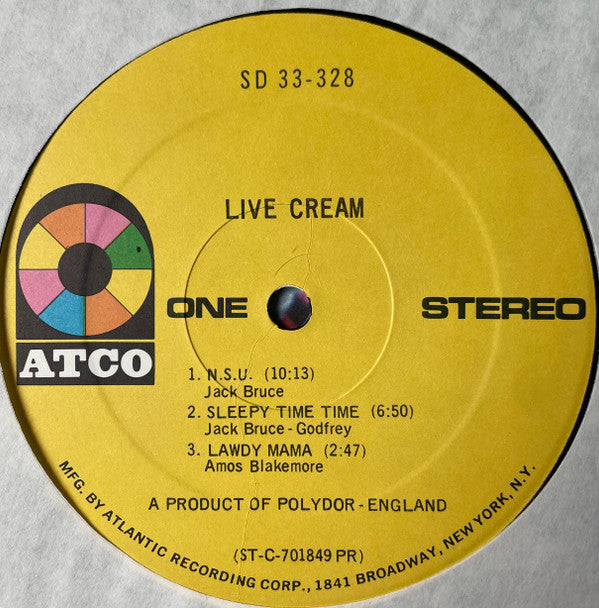 SD 33-328
LIVE CREAM
ONE
STEREO
ATCO
1. N.S.U. (10:13)
Jack Bruce
2. SLEEPY TIME TIME (6:50)
Jack Bruce - Godfrey
3. LAWDY MAMA (2:47)
Amos Blakemore
A PRODUCT OF POLYDOR - ENGLAND
(ST-C-701849 PR)
MFG. BY ATLANTIC RECORDING CORP., 1841 BROADWAY, NEW YORK, N.Y.